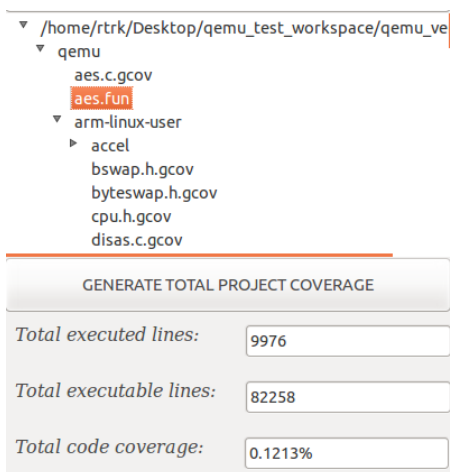 /home/rtrk/Desktop/qemu_test_workspace/qemu_ve
qemu
aes.c.gcov
aes.fun
arm-linux-user
accel
bswap.h.gcov
byteswap.h.gcov
cpu.h.gcov
disas.c.gcov
GENERATE TOTAL PROJECT COVERAGE
Total executed lines: 9976
Total executable lines: 82258
Total code coverage: 0.1213%